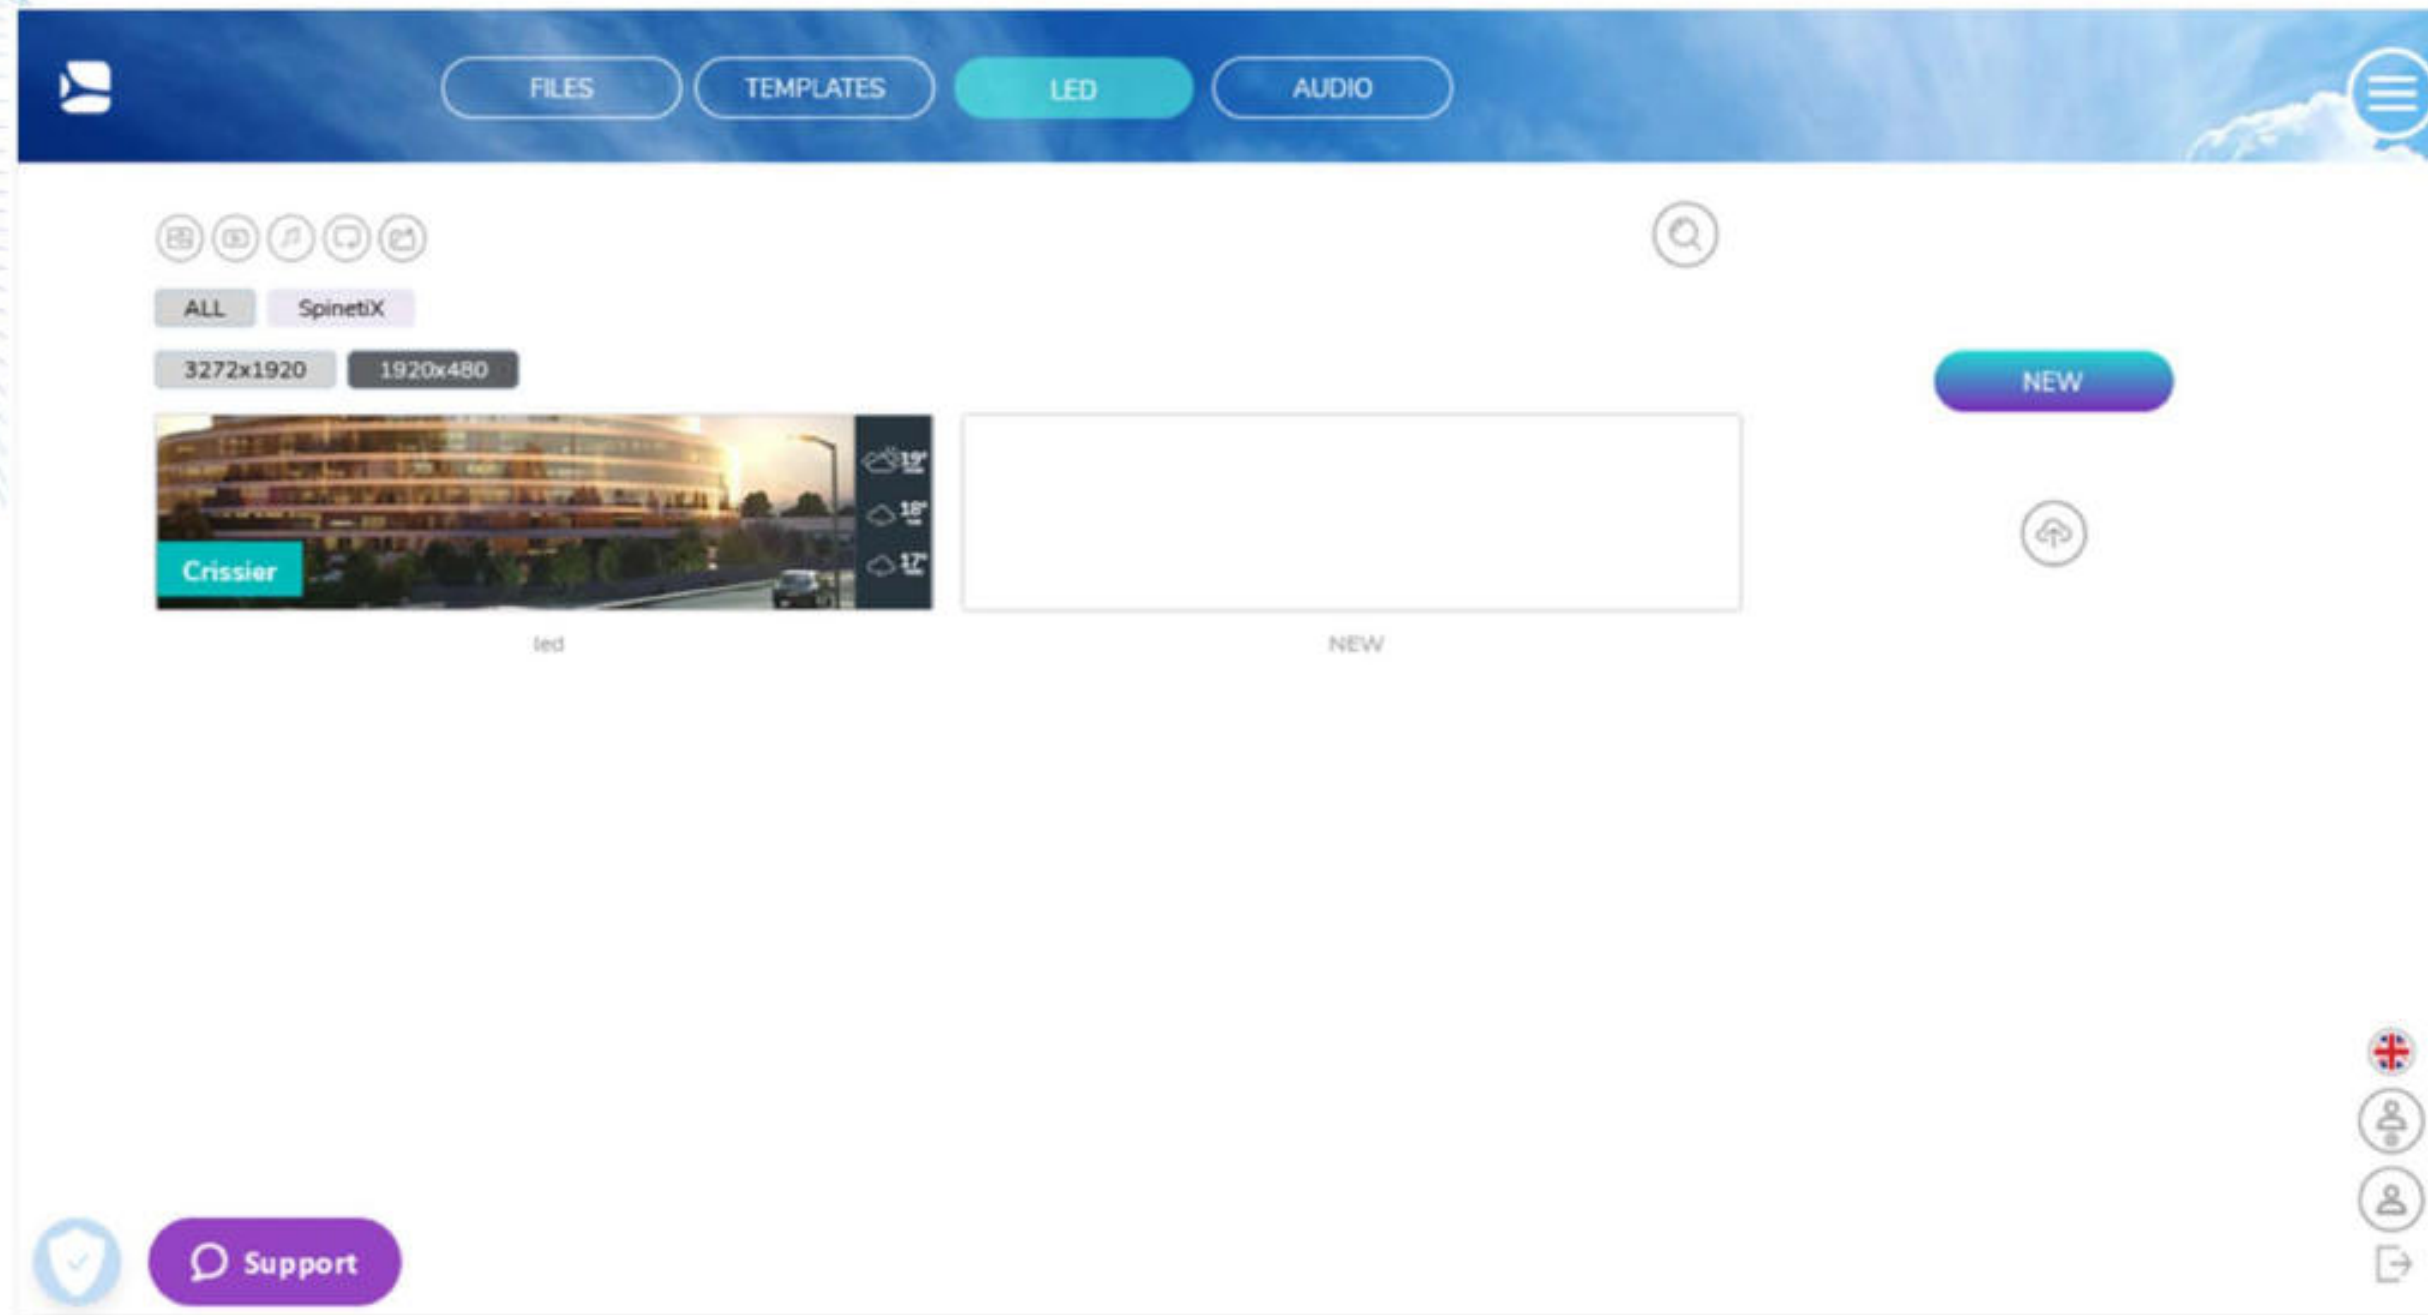 FILES TEMPLATES LED AUDIO
ALL SpinetiX
3272x1920 1920x480
NEW
Crissier
19°
18°
17°
led NEW
Support